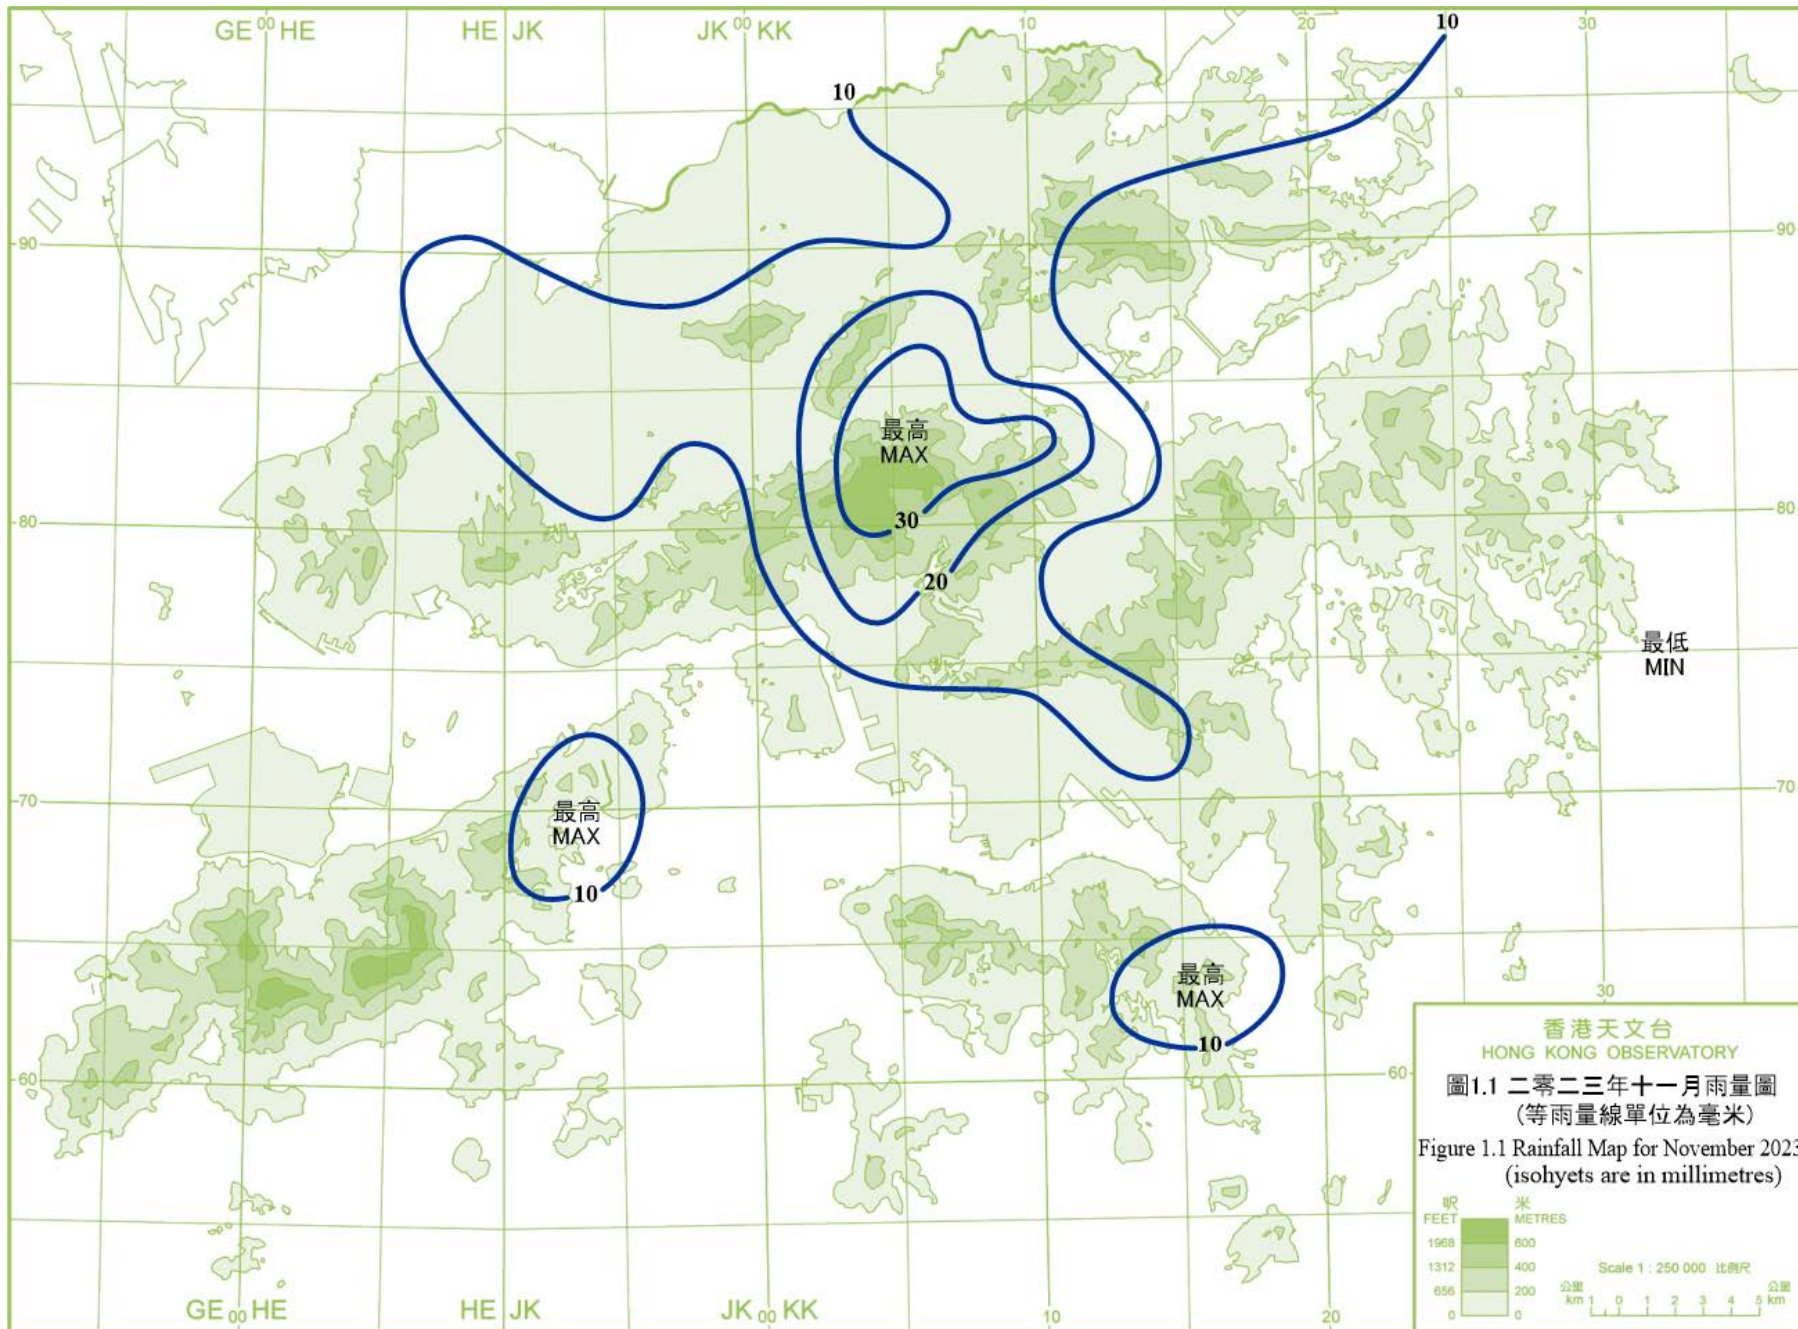 GE 00 HE
HE JK
JK 00 KK
10
20
10
30
10
90
90
最高
MAX
80
80
30
20
最低
MIN
70
70
最高
MAX
10
最高
MAX
10
30
60
60
香港天文台
HONG KONG OBSERVATORY
圖1.1 二零二三年十一月雨量圖
(等雨量線單位為毫米)
Figure 1.1 Rainfall Map for November 2023
(isohyets are in millimetres)
呎 米
FEET METRES
1968 600
1312 400
656 200
0 0
Scale 1 : 250 000 比例尺
公里 公里
km 1 0 1 2 3 4 5 km
GE 00 HE
HE JK
JK 00 KK
10
20